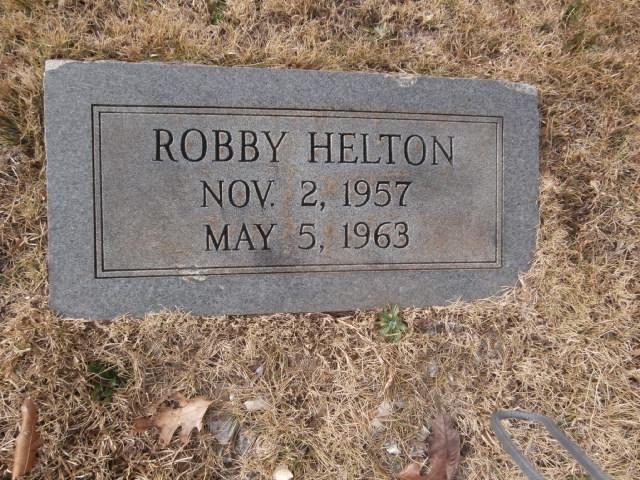 ROBBY HELTON
NOV. 2, 1957
MAY 5, 1963